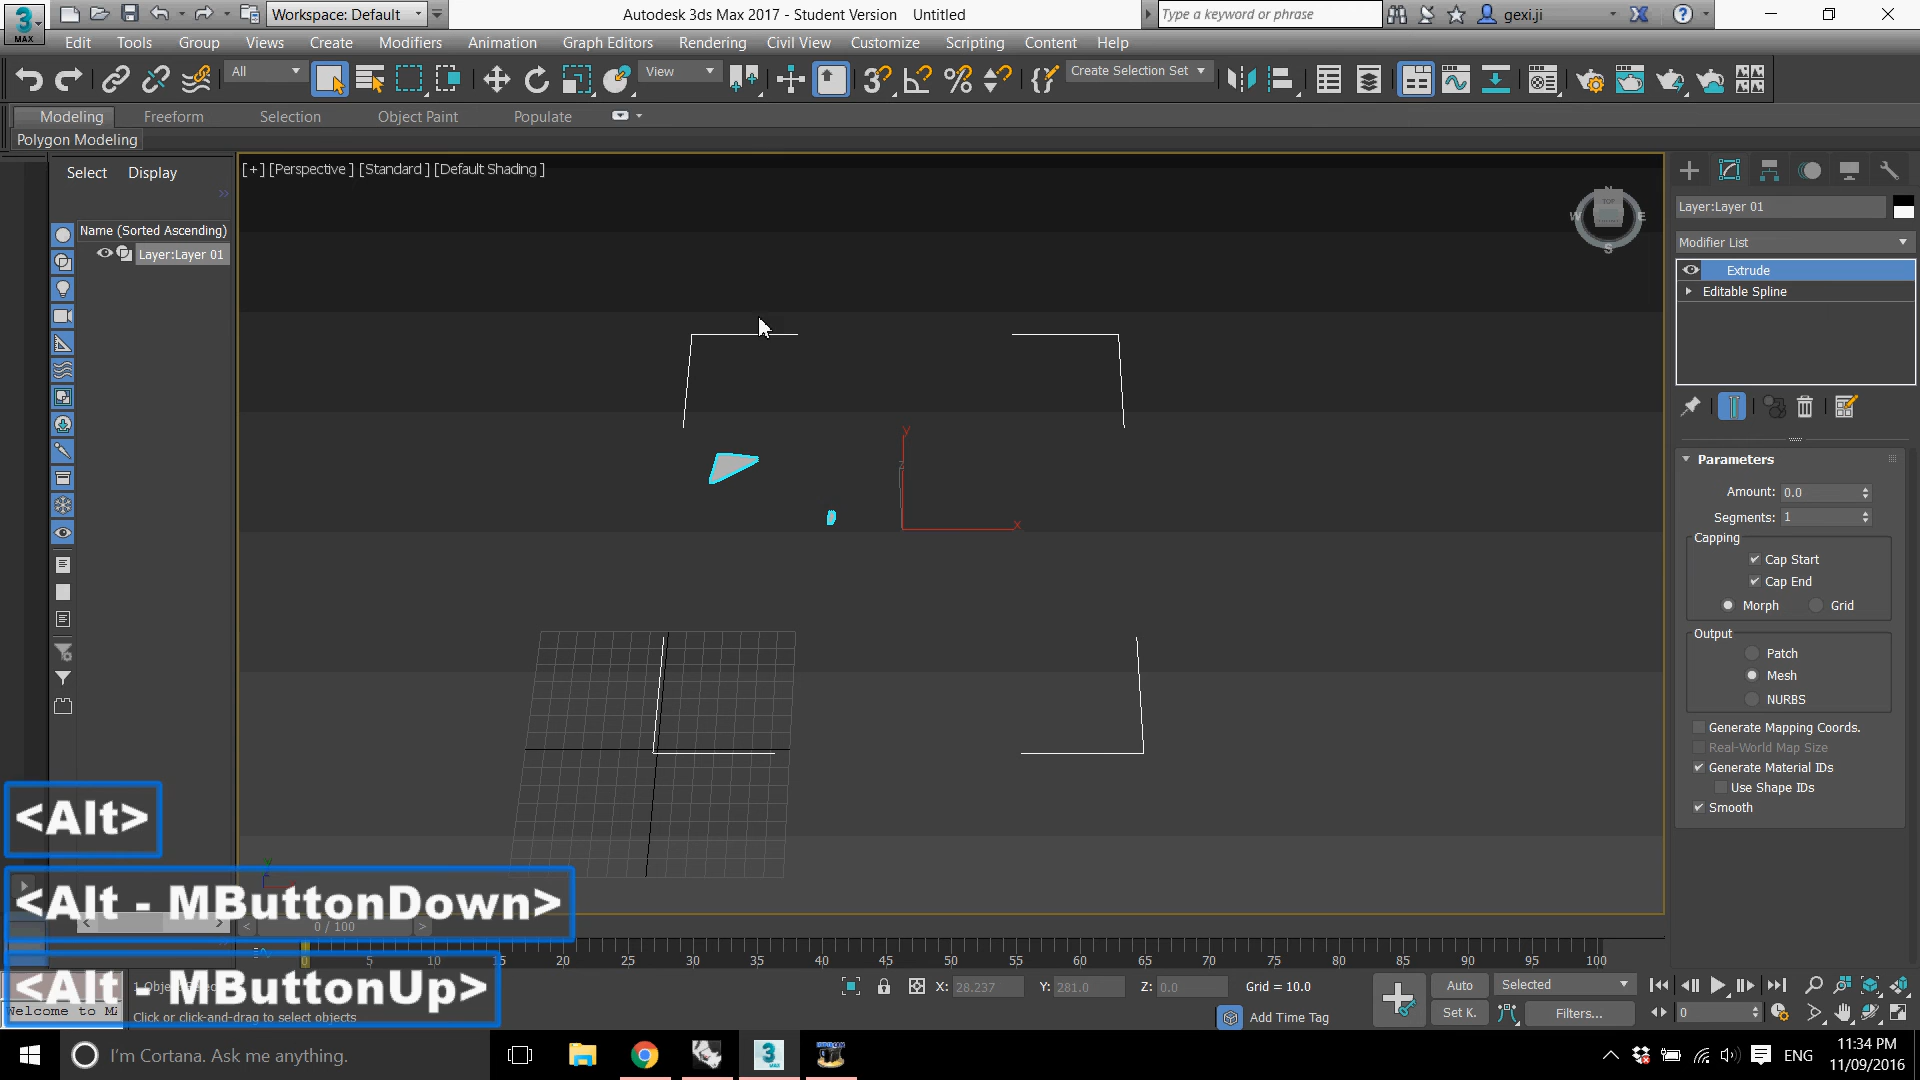 Workspace: Default
Autodesk 3ds Max 2017 - Student Version    Untitled
Type a keyword or phrase
gexi.ji
MAX
Edit Tools Group Views Create Modifiers Animation Graph Editors Rendering Civil View Customize Scripting Content Help
All
View
Create Selection Set
Modeling Freeform Selection Object Paint Populate
Polygon Modeling
Select Display
[+] [Perspective ] [Standard ] [Default Shading ]
Name (Sorted Ascending)
Layer:Layer 01
N
TOP
W E
S
Layer:Layer 01
Modifier List
Extrude
Editable Spline
y
z
x
Parameters
Amount: 0.0
Segments: 1
Capping
Cap Start
Cap End
Morph Grid
Output
Patch
Mesh
NURBS
Generate Mapping Coords.
Real-World Map Size
Generate Material IDs
Use Shape IDs
Smooth
<Alt>
<Alt - MButtonDown>
<Alt - MButtonUp>
0 / 100
0 5 15 20 25 30 35 40 45 50 55 60 65 70 75 80 85 90 95 100
X: 28.237 Y: 281.0 Z: 0.0 Grid = 10.0
Auto Selected
Welcome to
Click or click-and-drag to select objects
Add Time Tag
Set K. Filters...
0
I'm Cortana. Ask me anything.
3
MAX
ENG
11:34 PM
11/09/2016